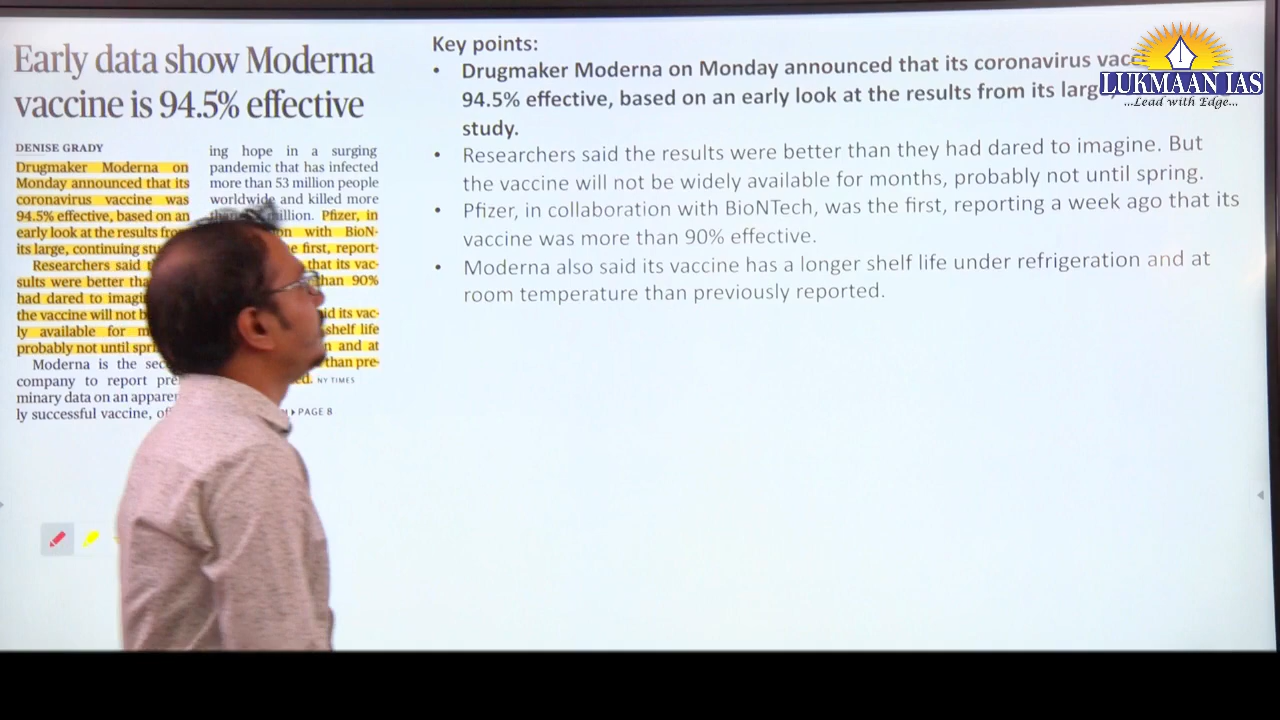 Early data show Moderna
vaccine is 94.5% effective
DENISE GRADY
Drugmaker Moderna on
Monday announced that its
coronavirus vaccine was
94.5% effective, based on an
early look at the results
its large, continuing
Researchers said
sults were better
had dared to
the vaccine will not
ly available for
probably not until
Moderna is the
company to report
minary data on an
ly successful vaccine,
ing hope in a surging
pandemic that has infected
more than 53 million people
worldwide and killed more
million. Pfizer, in
with BioN-
first, report-
that its vac-
than 90%
its vac-
shelf life
and at
than pre-
NY TIMES
PAGE 8
Key points:
• Drugmaker Moderna on Monday announced that its coronavirus
94.5% effective, based on an early look at the results from its
study.
• Researchers said the results were better than they had dared to imagine. But
the vaccine will not be widely available for months, probably not until spring.
• Pfizer, in collaboration with BioNTech, was the first, reporting a week ago that its
vaccine was more than 90% effective.
• Moderna also said its vaccine has a longer shelf life under refrigeration and at
room temperature than previously reported.
LUKMAAN IAS
...Lead with Edge...